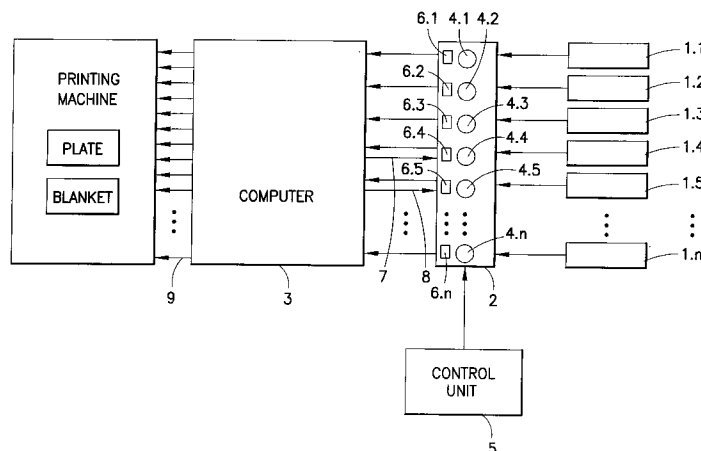 6.1 4.1 4.2
1.1
6.2
1.2
PRINTING
MACHINE
6.3 4.3
1.3
6.4 4.4
1.4
PLATE
6.5 4.5
1.5
COMPUTER
BLANKET
4.n
1.n
9 3 7 8 6.n 2
CONTROL
UNIT
5